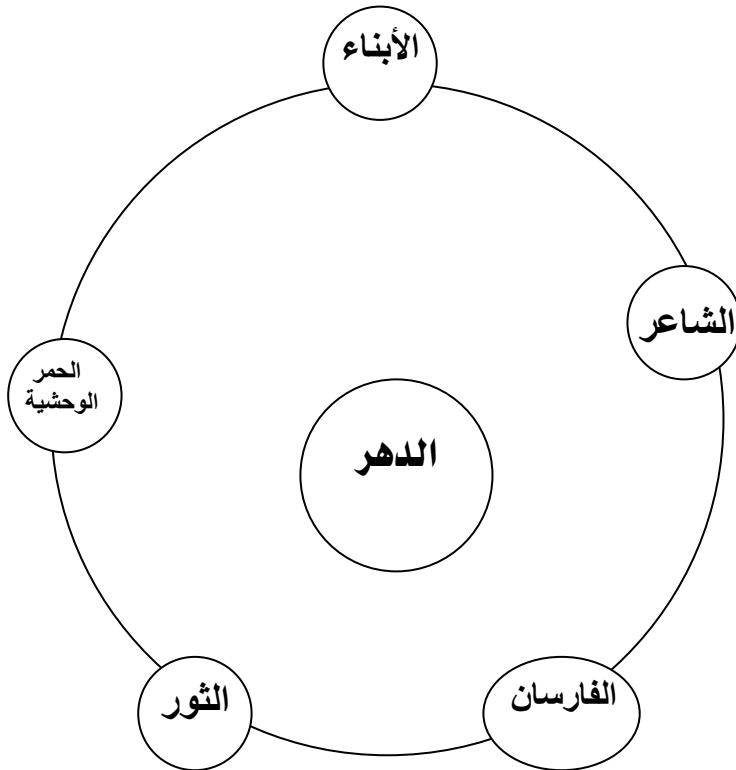 الأبناء
الشاعر
الحمر
الوحشية
الدهر
الفارسان
الثور